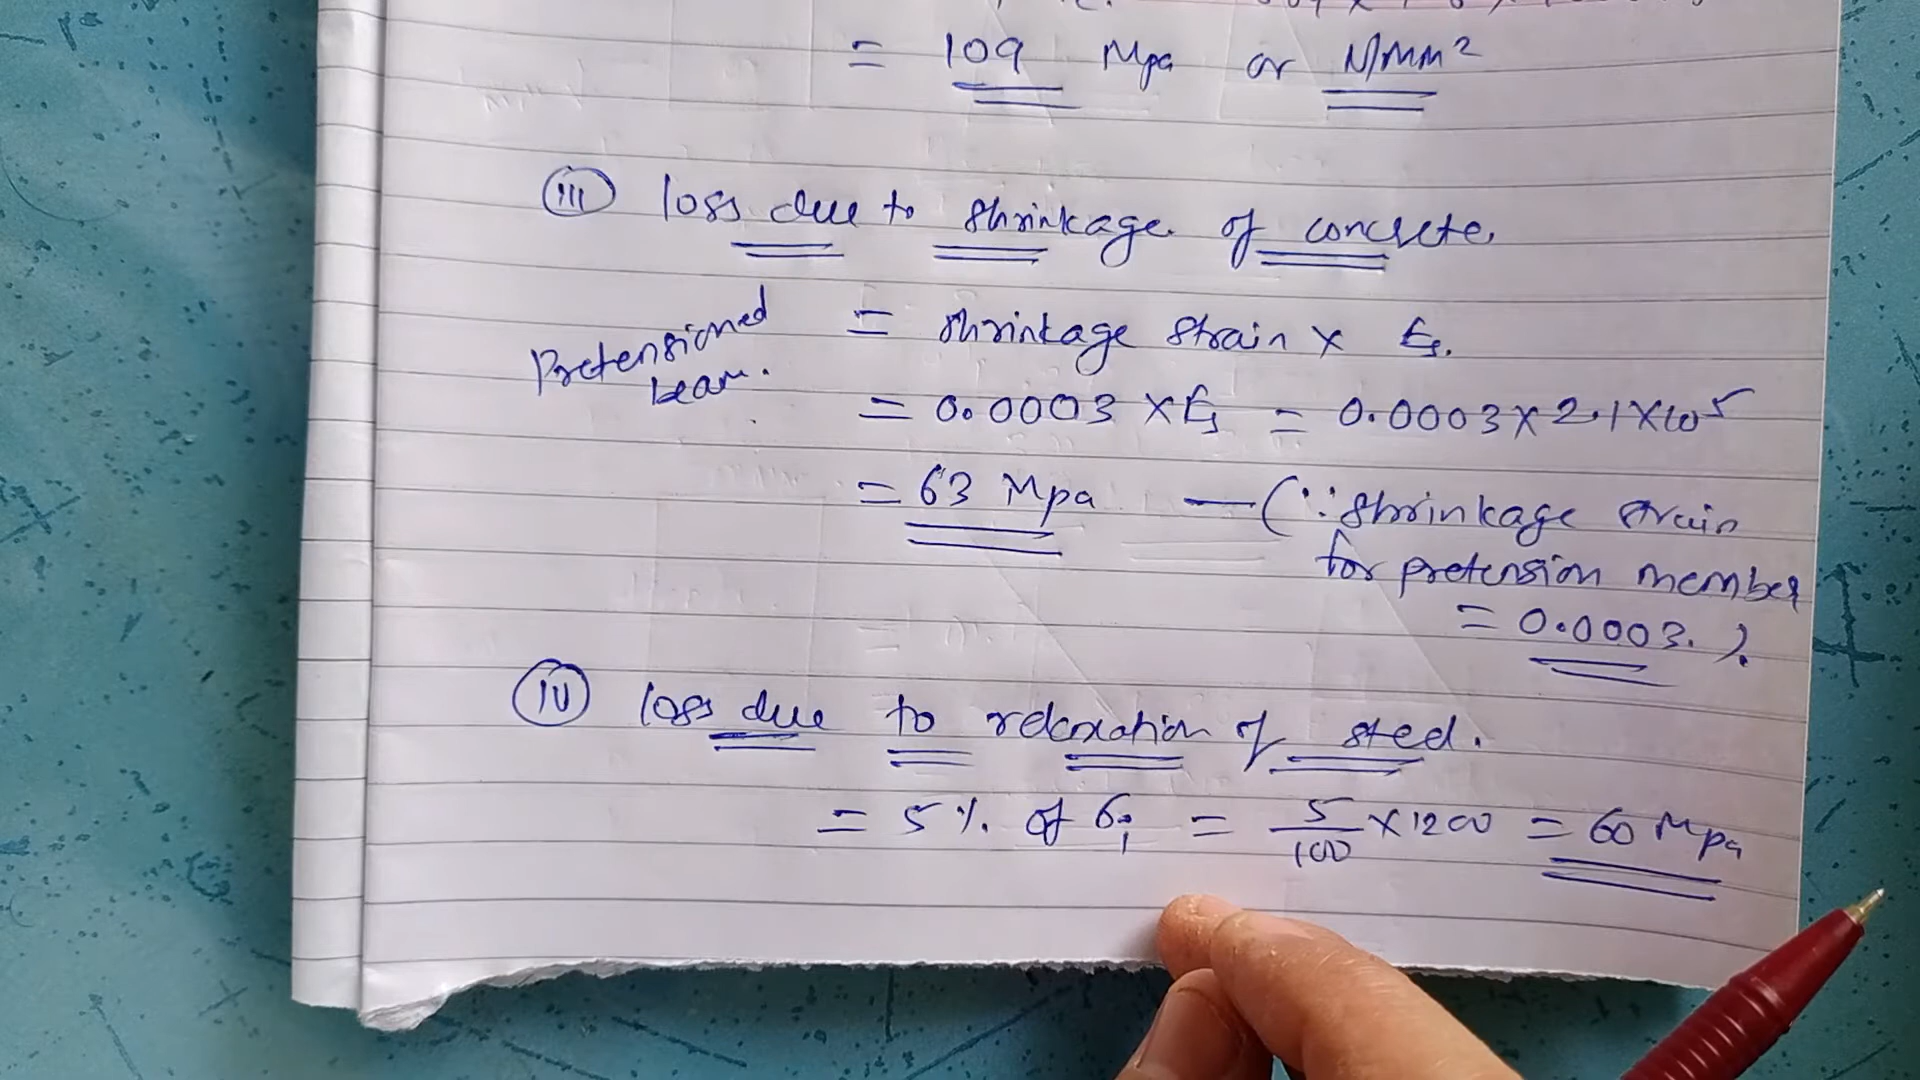 = 109 Mpa or N/mm²
(iii) loss due to shrinkage of concrete.
Pretensioned beam.
= shrinkage strain x Es.
= 0.0003 x Es = 0.0003 x 2.1 x 10⁵
= 63 Mpa — (∵ shrinkage strain
for pretension member
= 0.0003.).
(iv) loss due to relaxation of steel.
= 5 %. of σi = 5/100 x 1200 = 60 Mpa